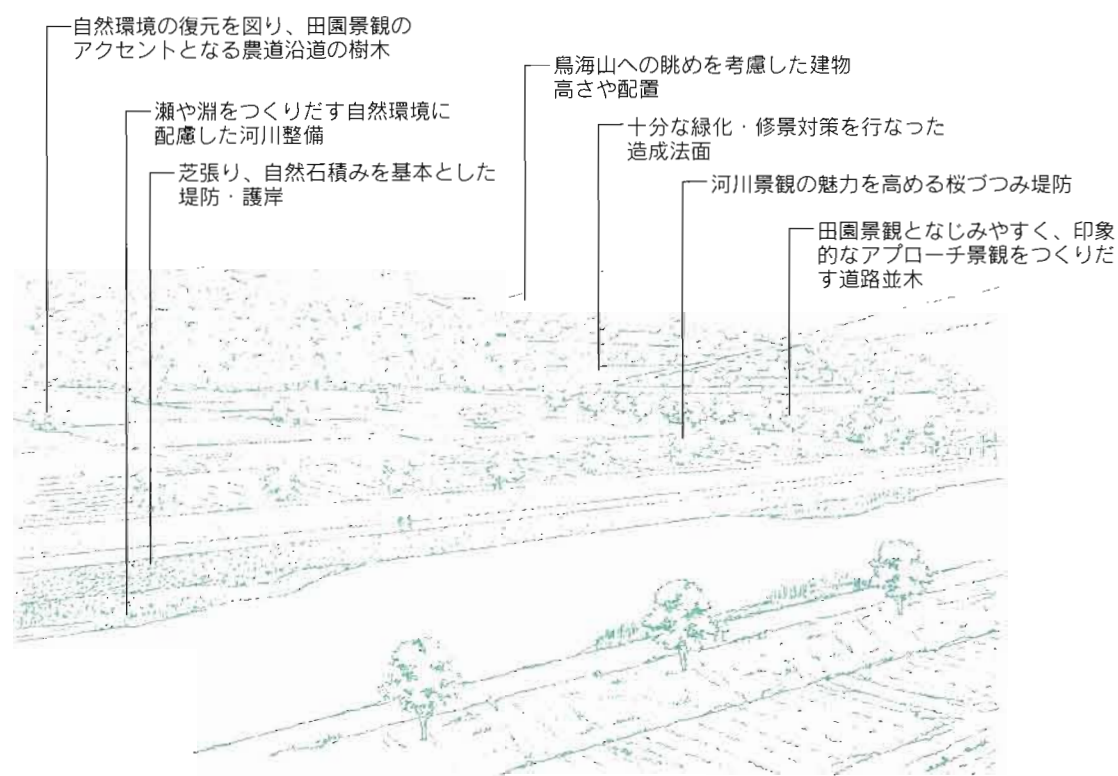 自然環境の復元を図り、田園景観の
アクセントとなる農道沿道の樹木
瀬や淵をつくりだす自然環境に
配慮した河川整備
芝張り、自然石積みを基本とした
堤防・護岸
鳥海山への眺めを考慮した建物
高さや配置
十分な緑化・修景対策を行なった
造成法面
河川景観の魅力を高める桜づつみ堤防
田園景観となじみやすく、印象
的なアプローチ景観をつくりだ
す道路並木